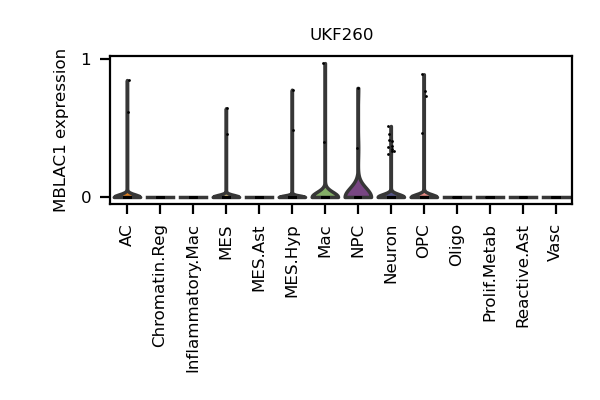 UKF260
MBLAC1 expression
1
0
AC
Chromatin.Reg
Inflammatory.Mac
MES
MES.Ast
MES.Hyp
Mac
NPC
Neuron
OPC
Oligo
Prolif.Metab
Reactive.Ast
Vasc